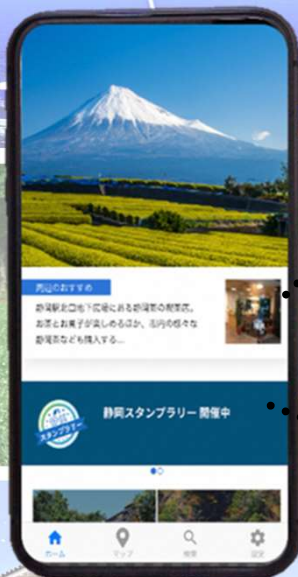 周辺のおすすめ
静岡駅北口地下広場にある静岡茶の喫茶店。
お茶とお菓子が楽しめるほか、市内の様々な
静岡茶なども購入する...
静岡スタンプラリー 開催中
スタンプラリー
ホーム
マップ
検索
設定